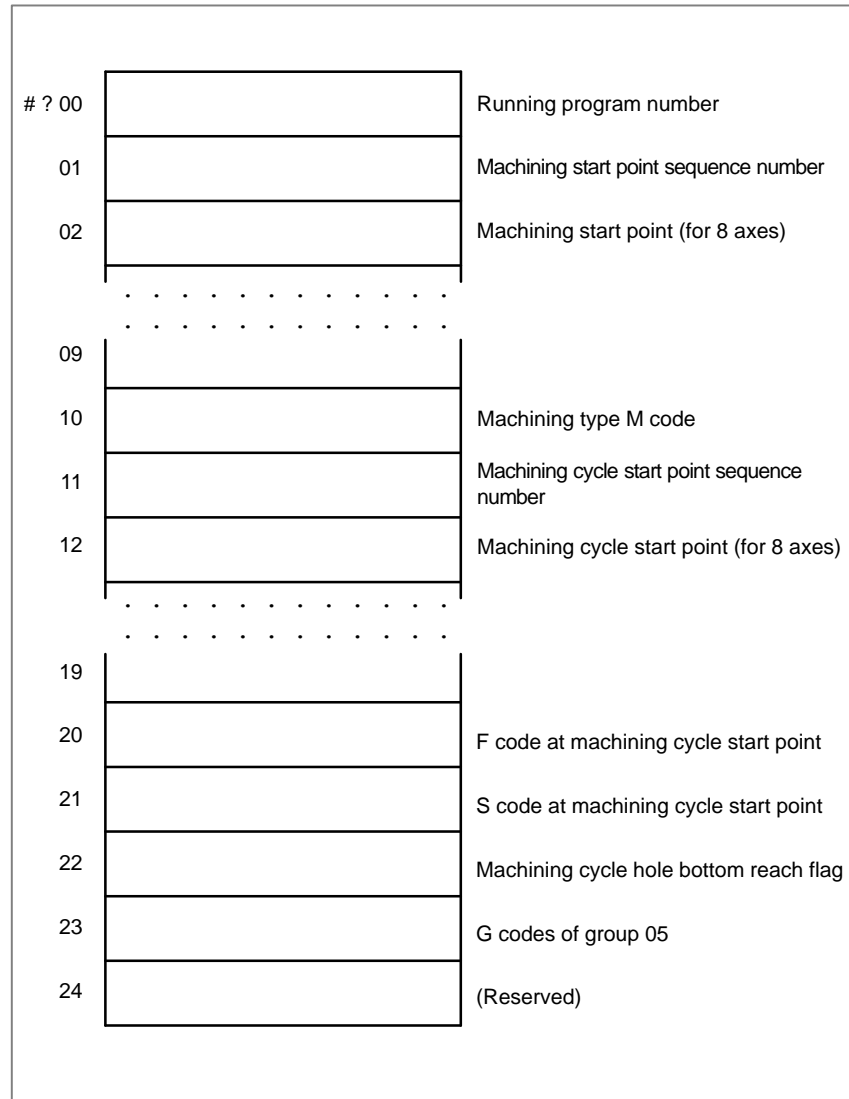 # ? 00 Running program number
01 Machining start point sequence number
02 Machining start point (for 8 axes)
09
10 Machining type M code
11 Machining cycle start point sequence
number
12 Machining cycle start point (for 8 axes)
19
20 F code at machining cycle start point
21 S code at machining cycle start point
22 Machining cycle hole bottom reach flag
23 G codes of group 05
24 (Reserved)